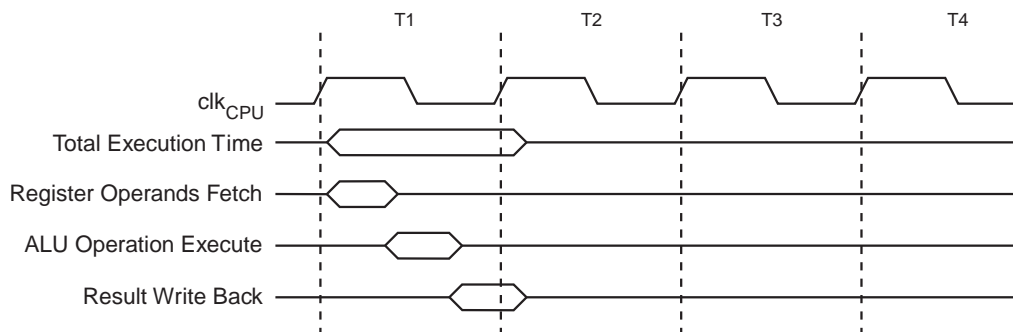 T1 T2 T3 T4
clkCPU
Total Execution Time
Register Operands Fetch
ALU Operation Execute
Result Write Back